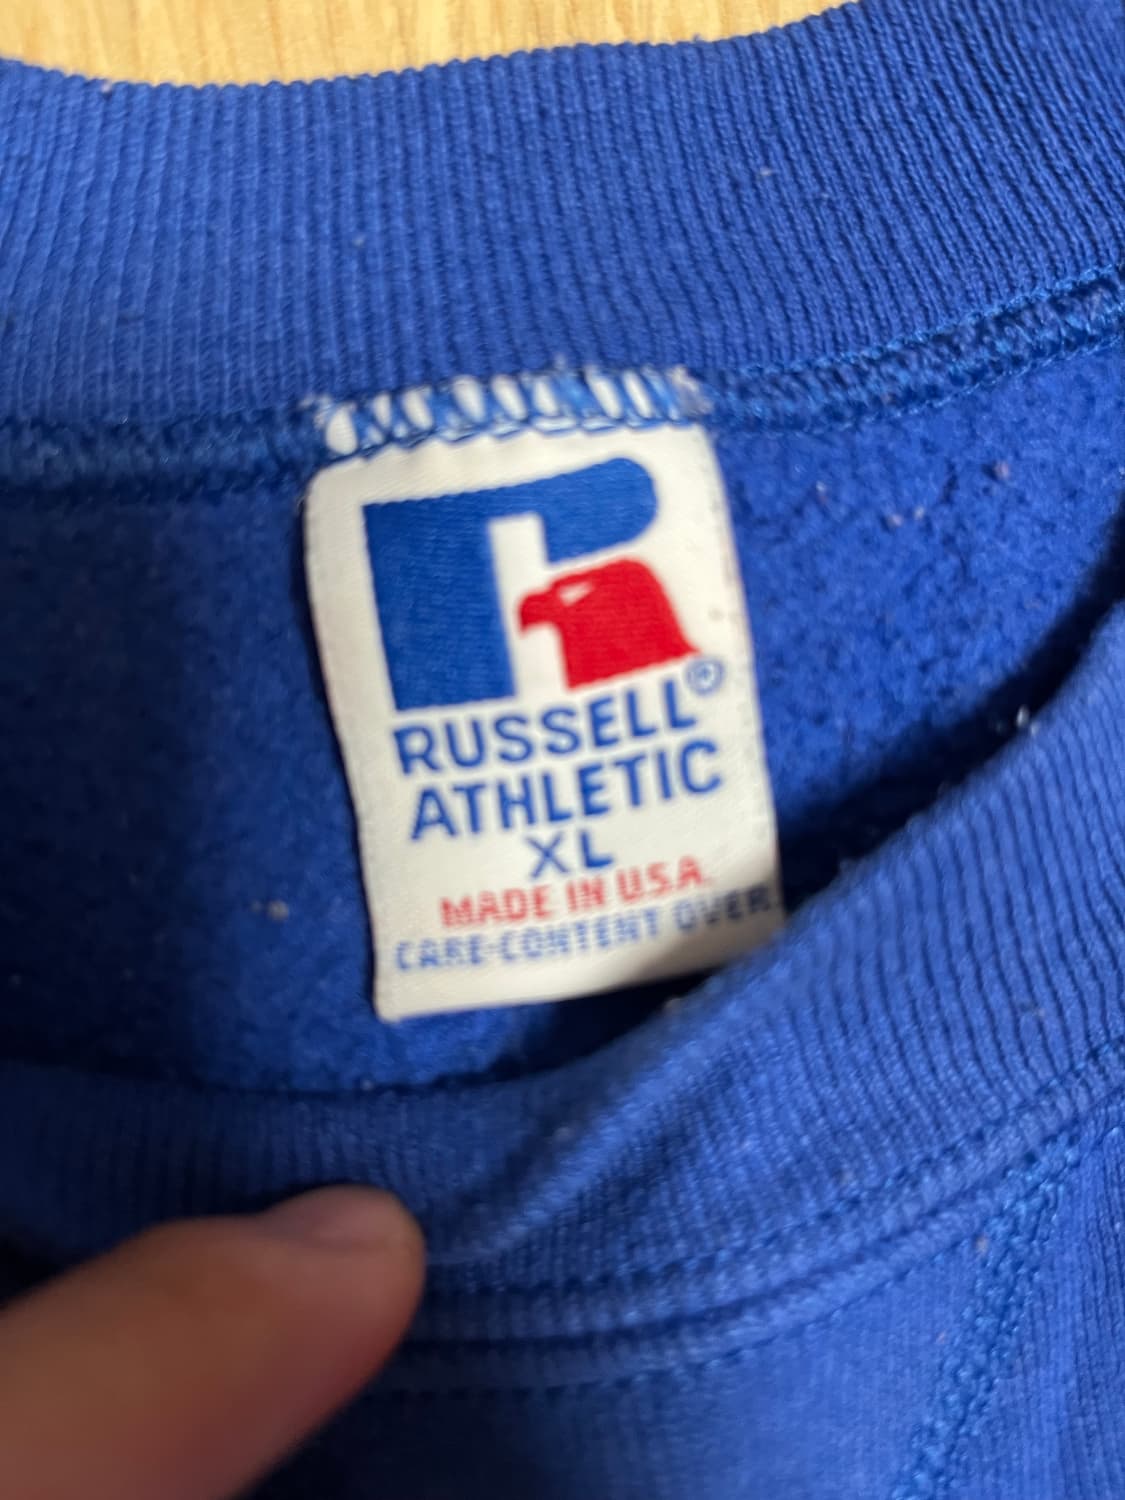 R
RUSSELL®
ATHLETIC
XL
MADE IN U.S.A.
CARE-CONTENT OVER